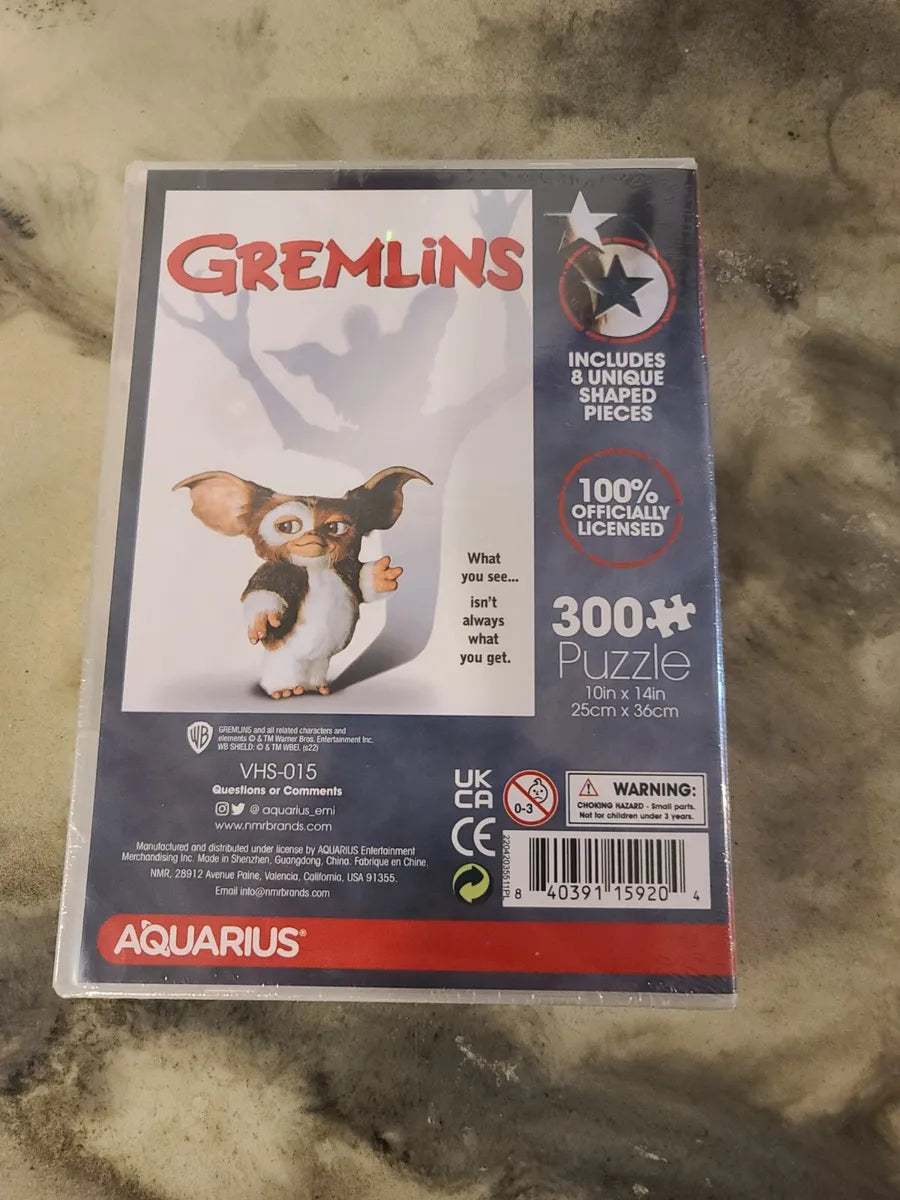 GREMLiNS
What
you see...
isn't
always
what
you get.
INCLUDES
8 UNIQUE
SHAPED
PIECES
100%
OFFICIALLY
LICENSED
300
Puzzle
10in x 14in
25cm x 36cm
WB
GREMLINS and all related characters and
elements © & TM Warner Bros. Entertainment Inc.
WB SHIELD: © & TM WBEI. (s22)
VHS-015
Questions or Comments
@ aquarius_emi
www.nmrbrands.com
Manufactured and distributed under license by AQUARIUS Entertainment
Merchandising Inc. Made in Shenzhen, Guangdong, China. Fabrique en Chine.
NMR, 28912 Avenue Paine, Valencia, California, USA 91355.
Email info@nmrbrands.com
UK
CA
CE
0-3
WARNING:
CHOKING HAZARD - Small parts.
Not for children under 3 years.
8 40391 15920 4
AQUARIUS®